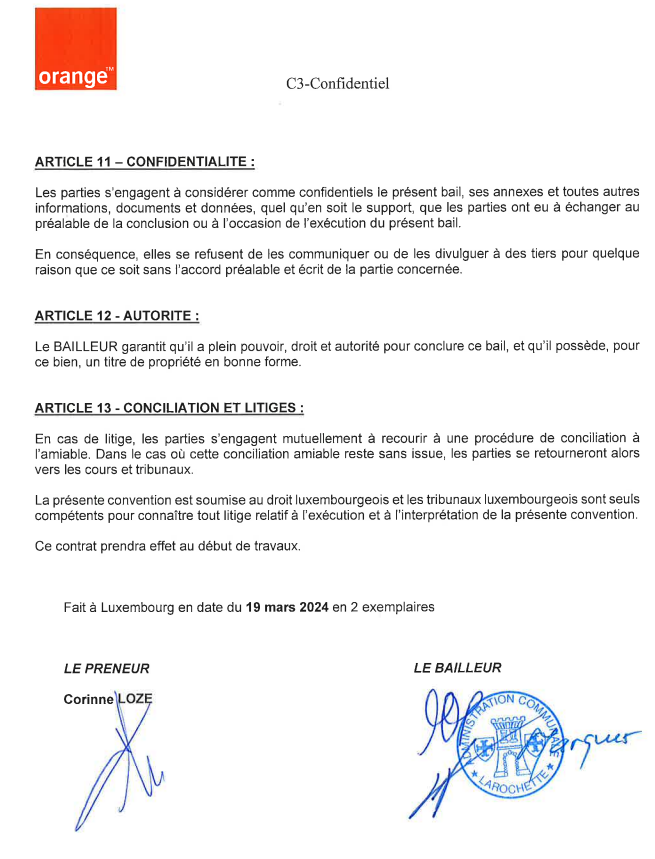 orange™
C3-Confidentiel
ARTICLE 11 – CONFIDENTIALITE :
Les parties s'engagent à considérer comme confidentiels le présent bail, ses annexes et toutes autres
informations, documents et données, quel qu'en soit le support, que les parties ont eu à échanger au
préalable de la conclusion ou à l'occasion de l'exécution du présent bail.
En conséquence, elles se refusent de les communiquer ou de les divulguer à des tiers pour quelque
raison que ce soit sans l'accord préalable et écrit de la partie concernée.
ARTICLE 12 - AUTORITE :
Le BAILLEUR garantit qu'il a plein pouvoir, droit et autorité pour conclure ce bail, et qu'il possède, pour
ce bien, un titre de propriété en bonne forme.
ARTICLE 13 - CONCILIATION ET LITIGES :
En cas de litige, les parties s'engagent mutuellement à recourir à une procédure de conciliation à
l'amiable. Dans le cas où cette conciliation amiable reste sans issue, les parties se retourneront alors
vers les cours et tribunaux.
La présente convention est soumise au droit luxembourgeois et les tribunaux luxembourgeois sont seuls
compétents pour connaître tout litige relatif à l'exécution et à l'interprétation de la présente convention.
Ce contrat prendra effet au début de travaux.
Fait à Luxembourg en date du 19 mars 2024 en 2 exemplaires
LE PRENEUR
LE BAILLEUR
Corinne LOZE
ADMINISTRATION COMMUNALE
LAROCHETTE